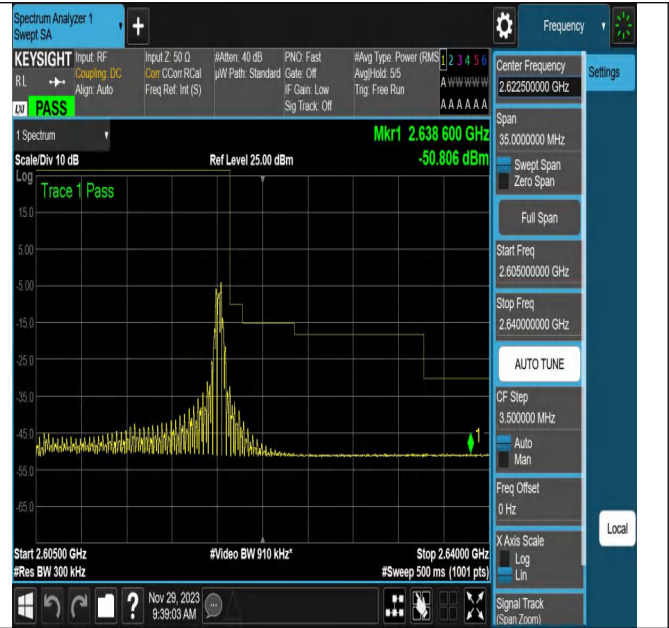 Spectrum Analyzer 1
Swept SA
Frequency
KEYSIGHT
RL
LXI
PASS
Input: RF
Coupling: DC
Align: Auto
Input Z: 50 Ω
Corr CCorr RCal
Freq Ref: Int (S)
#Atten: 40 dB
µW Path: Standard
PNO: Fast
Gate: Off
IF Gain: Low
Sig Track: Off
#Avg Type: Power (RMS
Avg|Hold: 5/5
Trig: Free Run
1 2 3 4 5 6
A W W W W W
A A A A A A
1 Spectrum
Scale/Div 10 dB
Ref Level 25.00 dBm
Mkr1 2.638 600 GHz
-50.806 dBm
Log
Trace 1 Pass
15.0
5.00
-5.00
-15.0
-25.0
-35.0
-45.0
-55.0
-65.0
1
Start 2.60500 GHz
#Res BW 300 kHz
#Video BW 910 kHz*
Stop 2.64000 GHz
#Sweep 500 ms (1001 pts)
Nov 29, 2023
9:39:03 AM
Center Frequency
2.622500000 GHz
Settings
Span
35.0000000 MHz
Swept Span
Zero Span
Full Span
Start Freq
2.605000000 GHz
Stop Freq
2.640000000 GHz
AUTO TUNE
CF Step
3.500000 MHz
Auto
Man
Freq Offset
0 Hz
X Axis Scale
Log
Lin
Local
Signal Track
(Span Zoom)